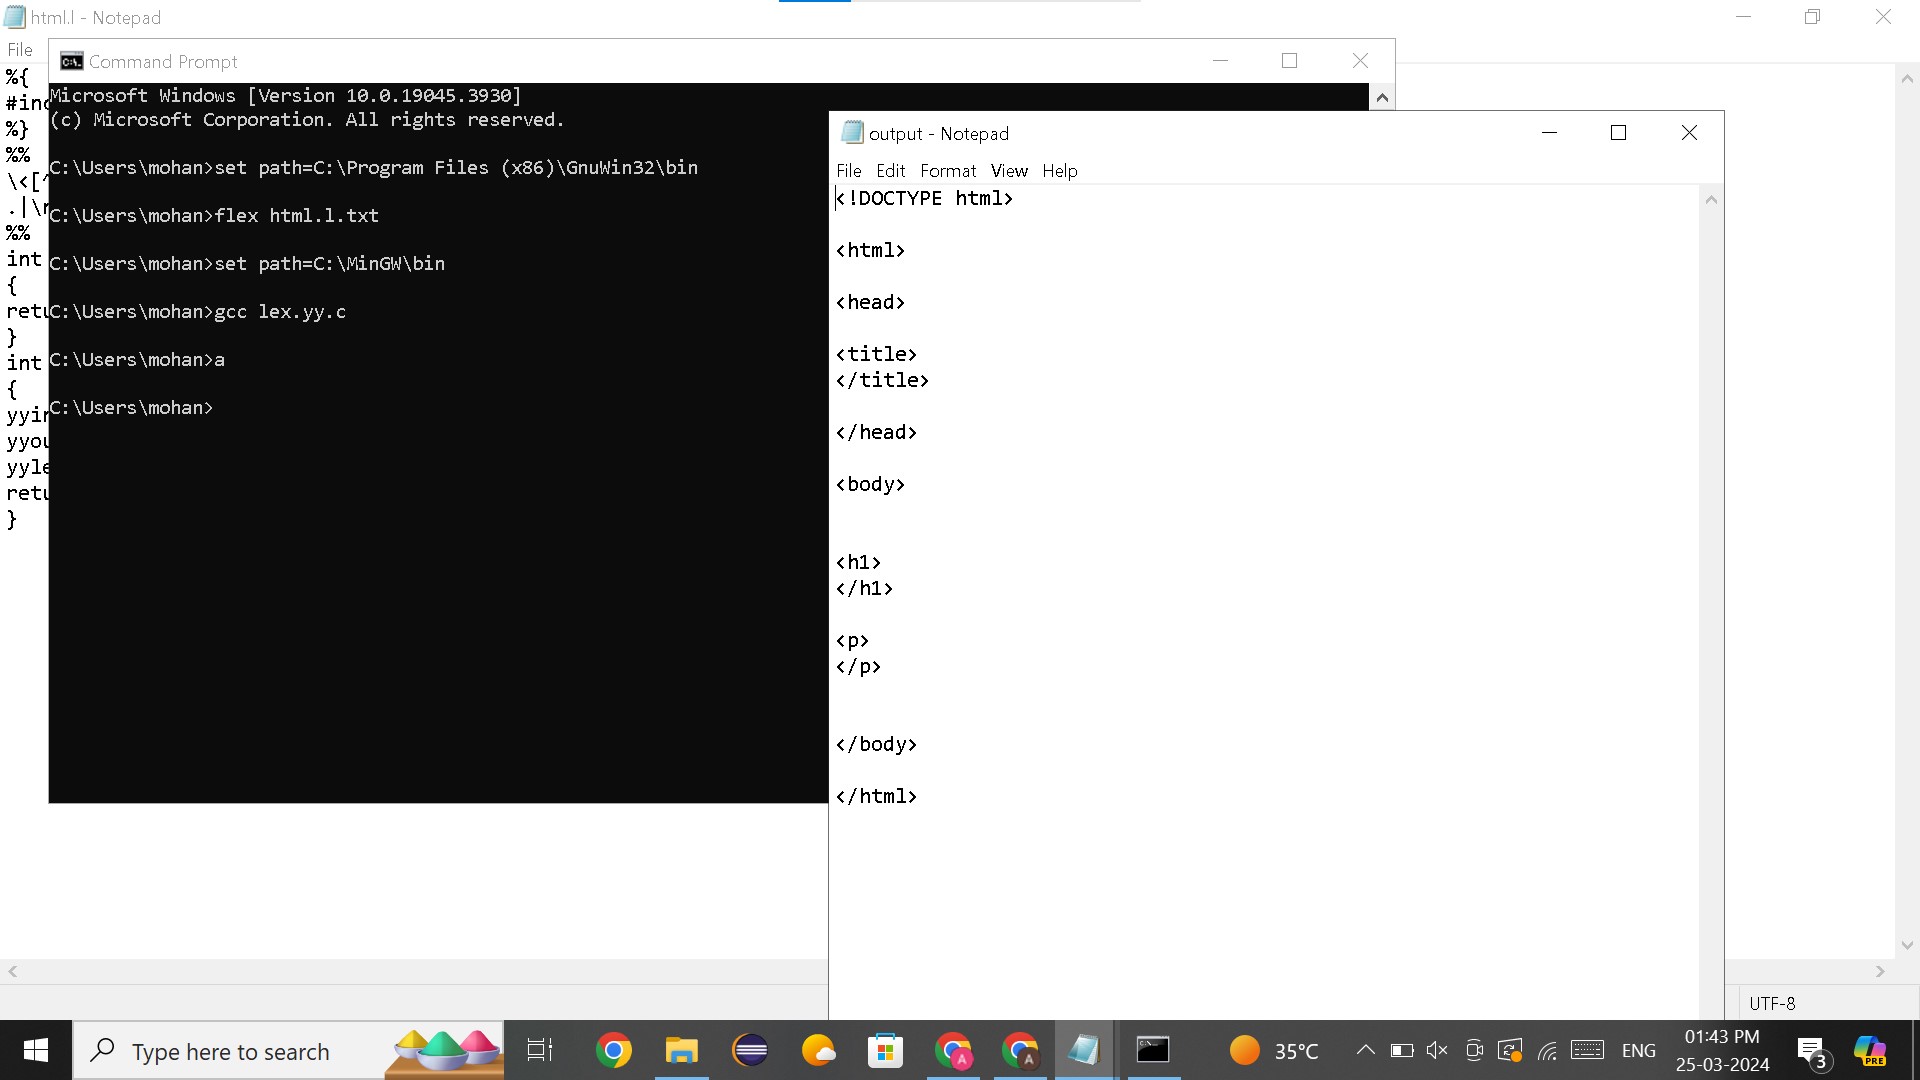 html.l - Notepad
File
%{
#inc
%}
%%
\<[^
.|\n
%%
int
{
retu
}
int
{
yyin
yyou
yyle
retu
}
UTF-8
Command Prompt
Microsoft Windows [Version 10.0.19045.3930]
(c) Microsoft Corporation. All rights reserved.
C:\Users\mohan>set path=C:\Program Files (x86)\GnuWin32\bin
C:\Users\mohan>flex html.l.txt
C:\Users\mohan>set path=C:\MinGW\bin
C:\Users\mohan>gcc lex.yy.c
C:\Users\mohan>a
C:\Users\mohan>
output - Notepad
File Edit Format View Help
<!DOCTYPE html>
<html>
<head>
<title>
</title>
</head>
<body>
<h1>
</h1>
<p>
</p>
</body>
</html>
Type here to search
A
A
35°C
ENG
01:43 PM
25-03-2024
3
PRE